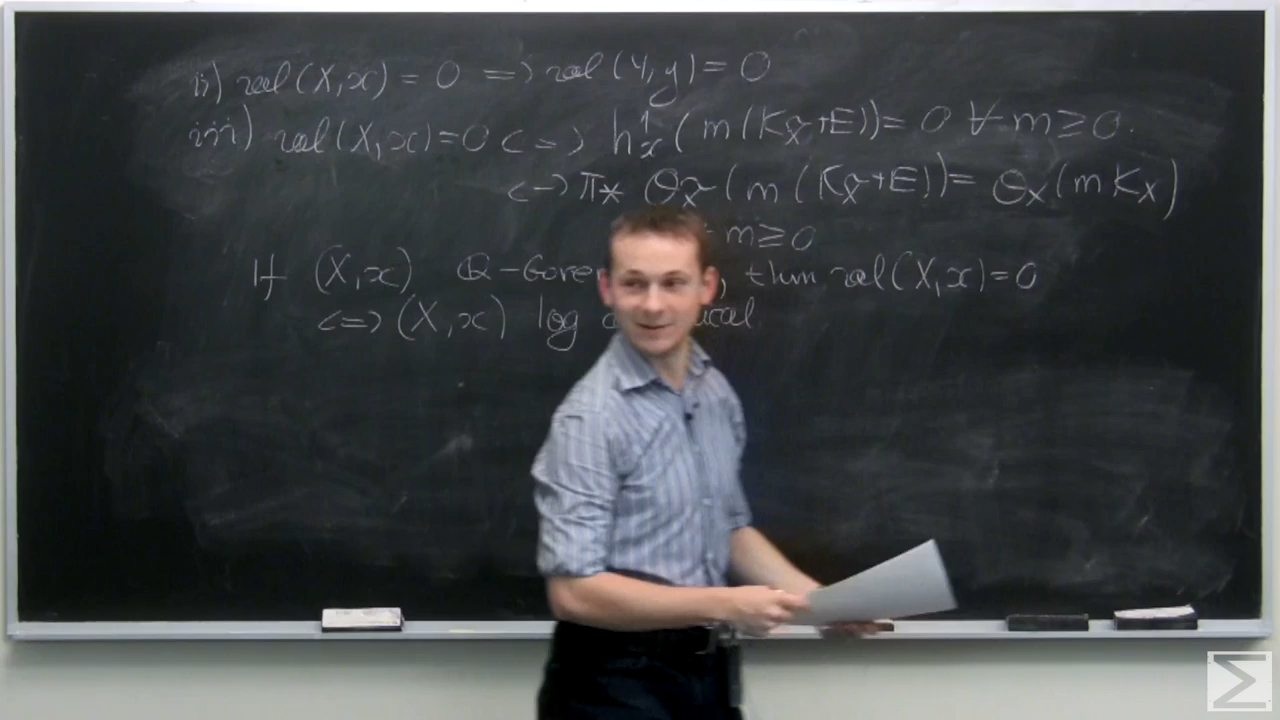 ii) vol(X,x) = 0 => vol(Y,y) = 0
iii) vol(X,x)=0 <=> h¹ₓ(m(K_X̃+E)) = 0 ∀ m≥0.
<=> π* O_X̃(m(K_X̃+E)) = O_X(mK_X)
m≥0
If (X,x) Q-Gore , then vol(X,x)=0
<=> (X,x) log
Σ